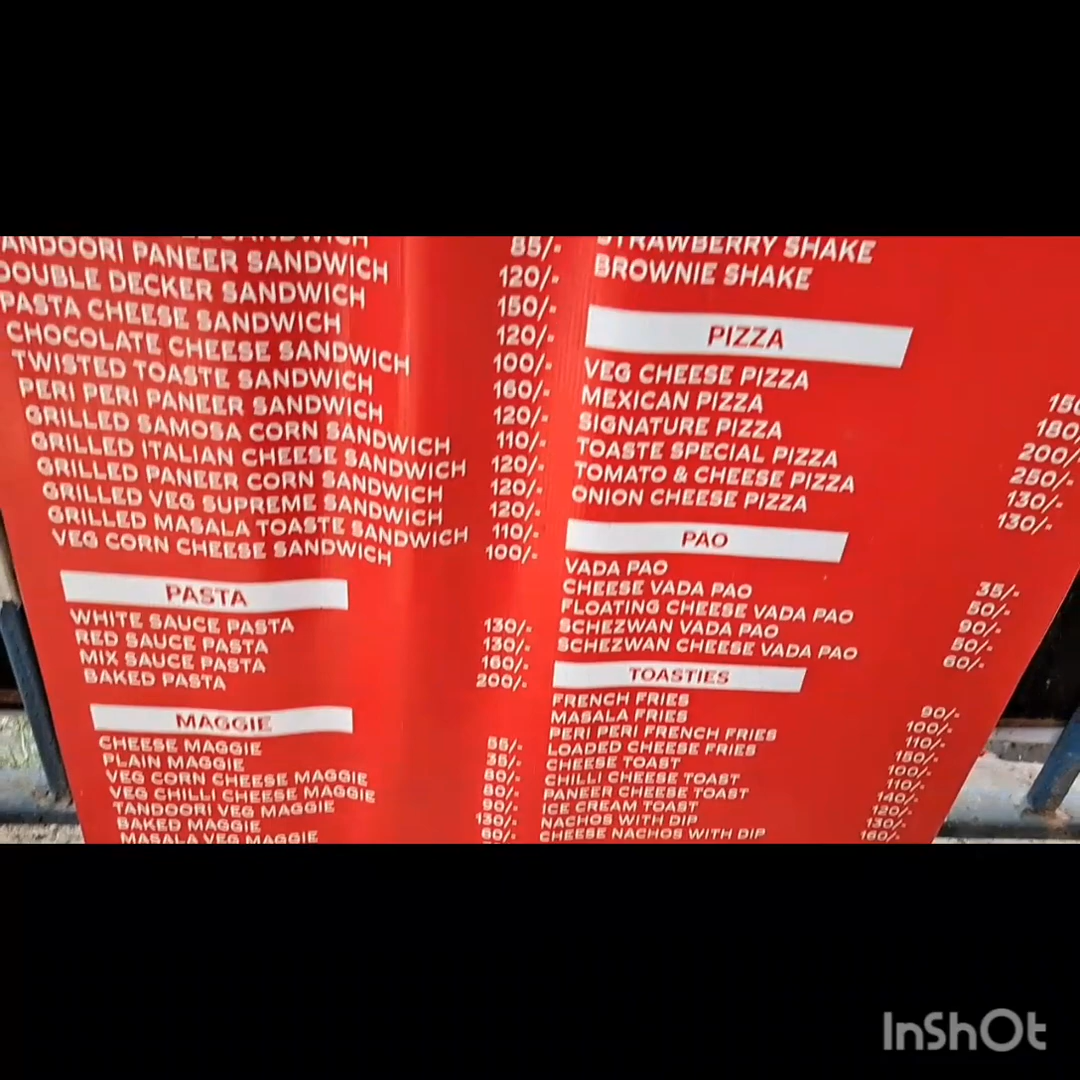 SANDWICH 85/-
ANDOORI PANEER SANDWICH 120/-
DOUBLE DECKER SANDWICH 150/-
PASTA CHEESE SANDWICH 120/-
CHOCOLATE CHEESE SANDWICH 100/-
TWISTED TOASTE SANDWICH 160/-
PERI PERI PANEER SANDWICH 120/-
GRILLED SAMOSA CORN SANDWICH 110/-
GRILLED ITALIAN CHEESE SANDWICH 120/-
GRILLED PANEER CORN SANDWICH 120/-
GRILLED VEG SUPREME SANDWICH 120/-
GRILLED MASALA TOASTE SANDWICH 110/-
VEG CORN CHEESE SANDWICH 100/-
PASTA
WHITE SAUCE PASTA 130/-
RED SAUCE PASTA 130/-
MIX SAUCE PASTA 160/-
BAKED PASTA 200/-
MAGGIE
CHEESE MAGGIE 55/-
PLAIN MAGGIE 35/-
VEG CORN CHEESE MAGGIE 80/-
VEG CHILLI CHEESE MAGGIE 80/-
TANDOORI VEG MAGGIE 90/-
BAKED MAGGIE 130/-
MASALA VEG MAGGIE 60/-
STRAWBERRY SHAKE
BROWNIE SHAKE
PIZZA
VEG CHEESE PIZZA 150
MEXICAN PIZZA 180/
SIGNATURE PIZZA 200/-
TOASTE SPECIAL PIZZA 250/-
TOMATO & CHEESE PIZZA 130/-
ONION CHEESE PIZZA 130/-
PAO
VADA PAO 35/-
CHEESE VADA PAO 50/-
FLOATING CHEESE VADA PAO 90/-
SCHEZWAN VADA PAO 50/-
SCHEZWAN CHEESE VADA PAO 60/-
TOASTIES
FRENCH FRIES 90/-
MASALA FRIES 100/-
PERI PERI FRENCH FRIES 110/-
LOADED CHEESE FRIES 150/-
CHEESE TOAST 100/-
CHILLI CHEESE TOAST 110/-
PANEER CHEESE TOAST 140/-
ICE CREAM TOAST 120/-
NACHOS WITH DIP 130/-
CHEESE NACHOS WITH DIP 160/-
InShOt